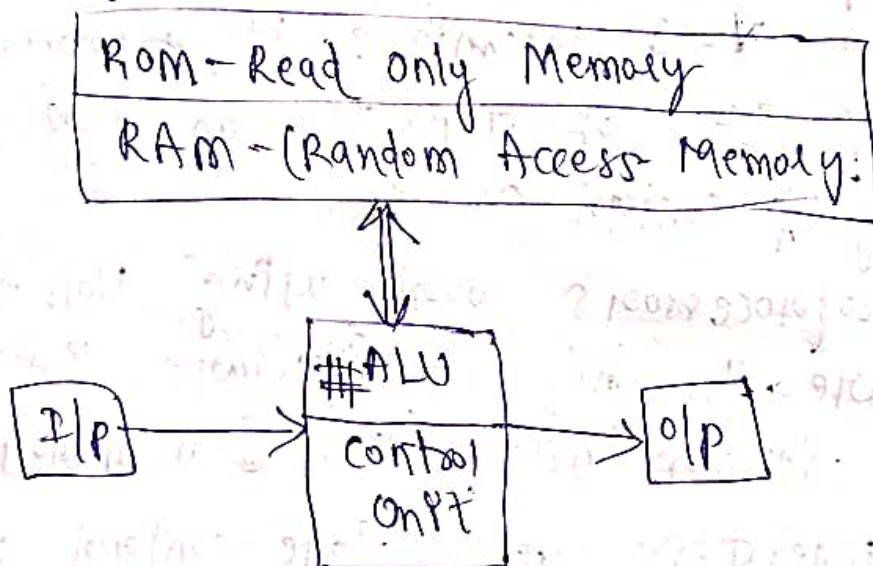 ROM - Read only Memory
RAM - (Random Access Memory.
I/p
ALU
control
Unit
O/p